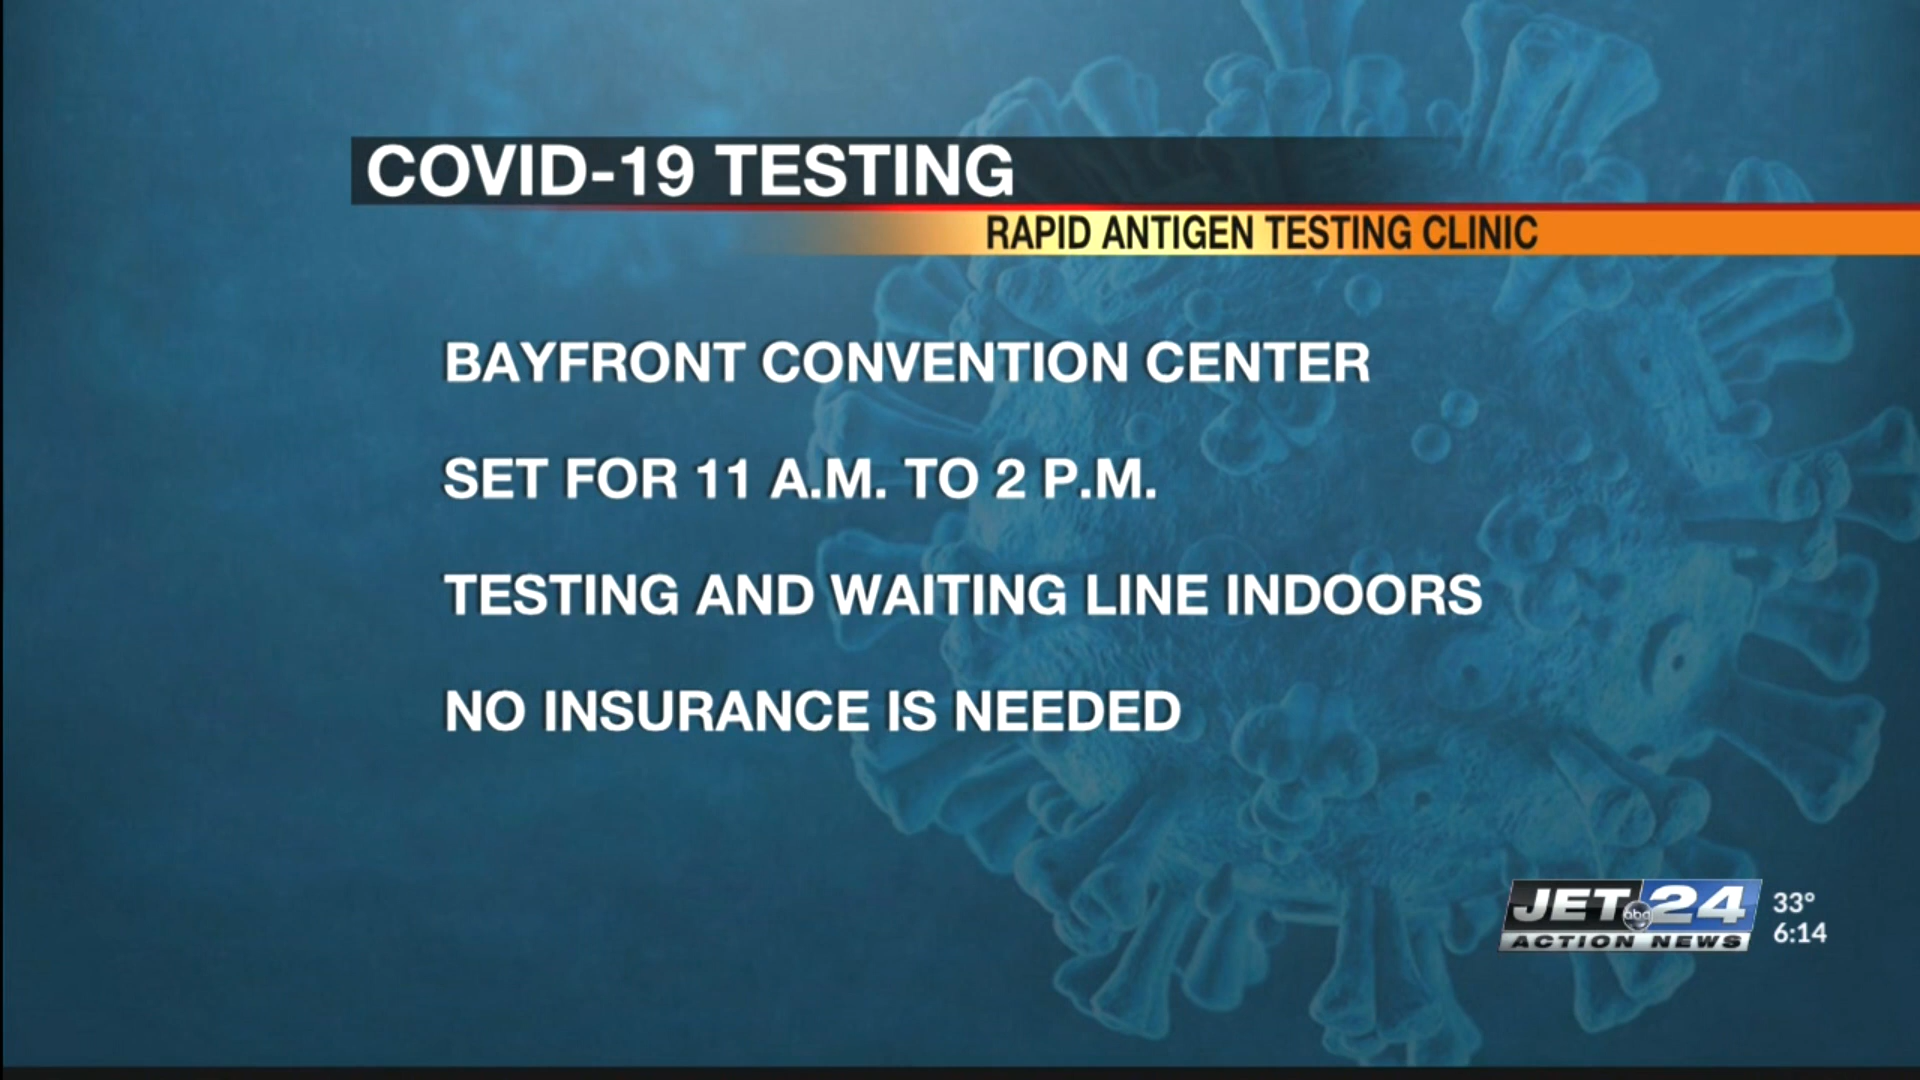 COVID-19 TESTING
RAPID ANTIGEN TESTING CLINIC
BAYFRONT CONVENTION CENTER
SET FOR 11 A.M. TO 2 P.M.
TESTING AND WAITING LINE INDOORS
NO INSURANCE IS NEEDED
JET abc 24
ACTION NEWS
33°
6:14